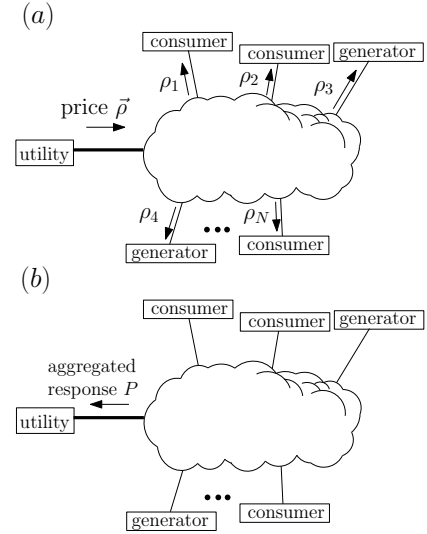 (a)
consumer
consumer
generator
ρ1
ρ2
ρ3
price ρ⃗
utility
ρ4
ρN
generator
consumer
(b)
consumer
consumer
generator
aggregated
response P
utility
generator
consumer